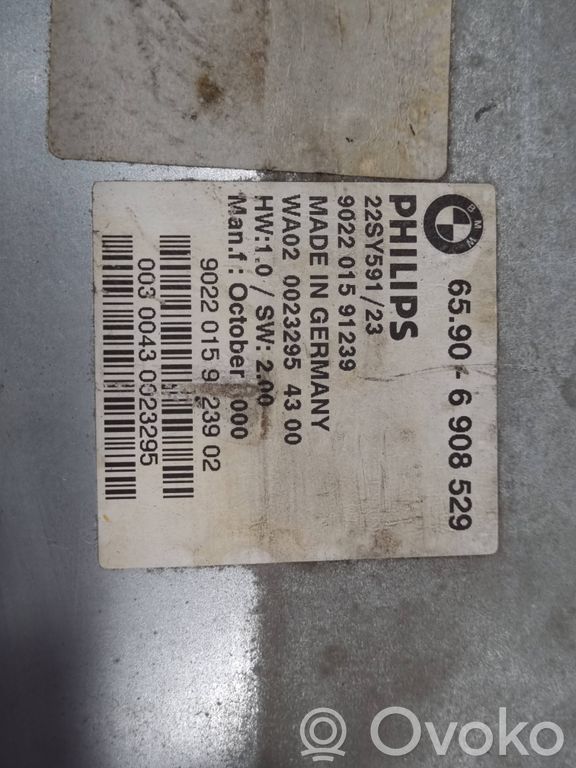 BMW
65.90 - 6 908 529
PHILIPS
22SY591/23
9022 015 91239
MADE IN GERMANY
WA02 0023295 43 00
HW:1.0 / SW: 2.00
Man.f : October 000
9022 015 9 239 02
003 0043 0023295
Ovoko